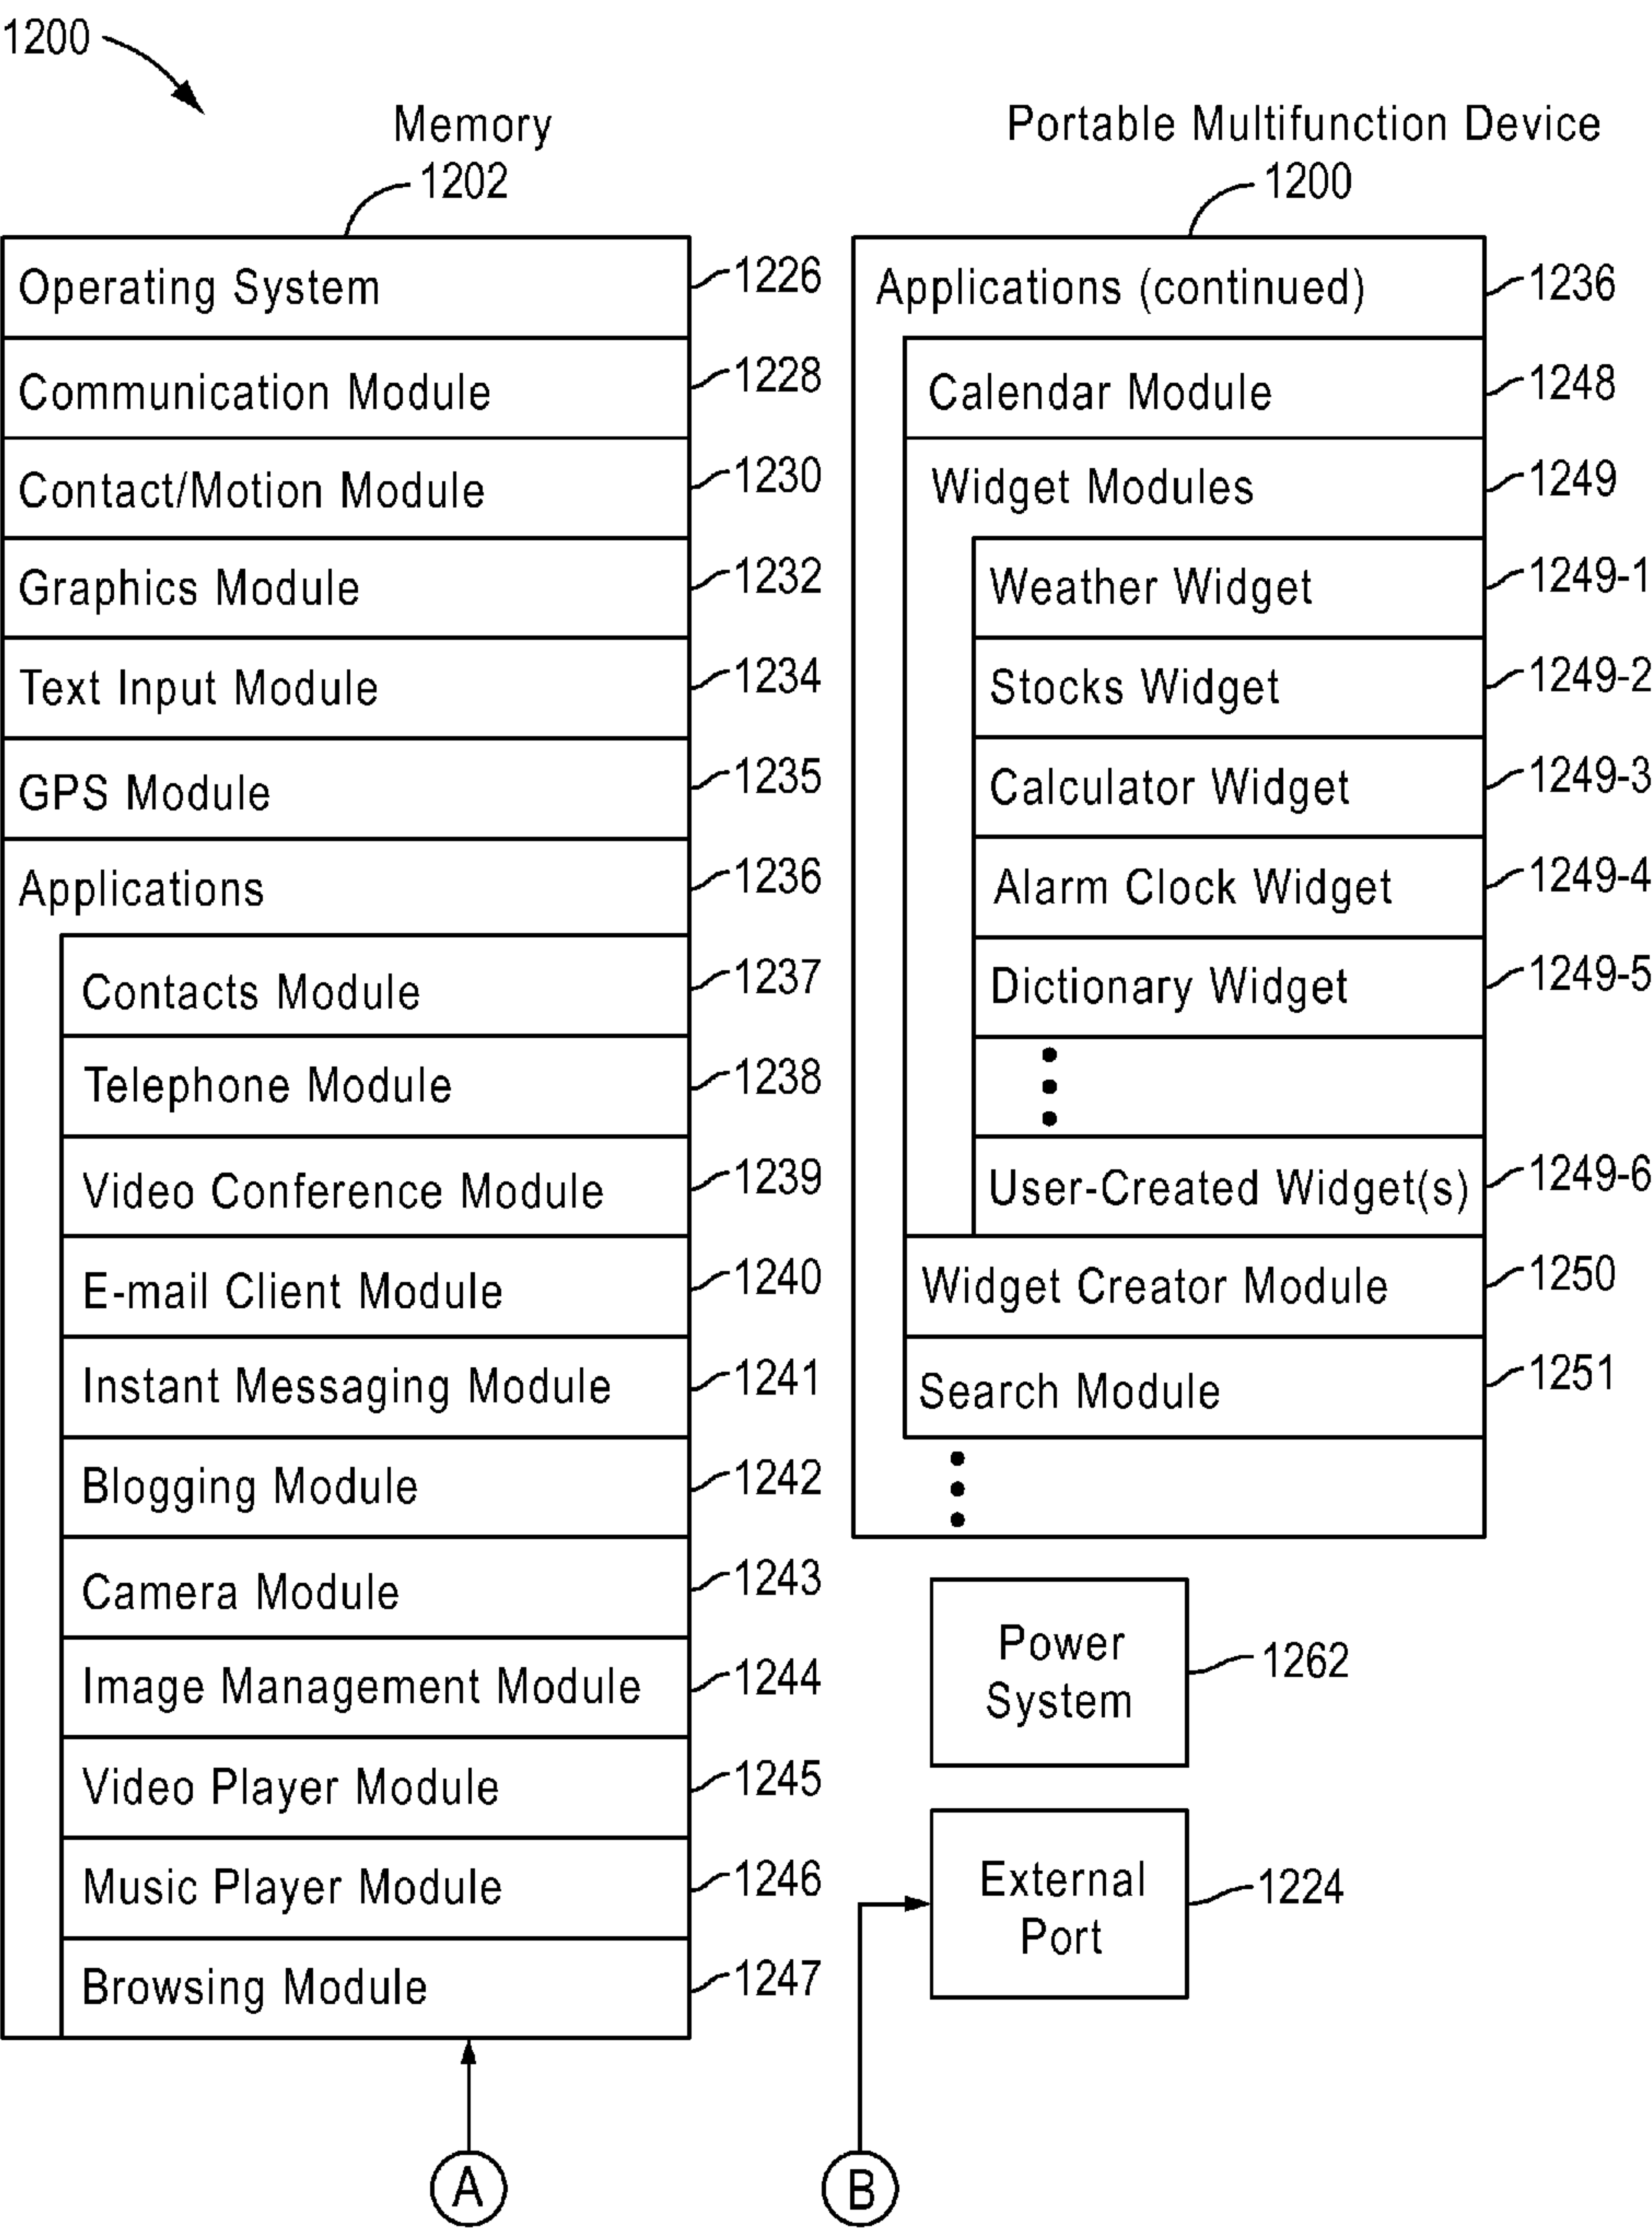 1200
Memory
1202
Operating System 1226
Communication Module 1228
Contact/Motion Module 1230
Graphics Module 1232
Text Input Module 1234
GPS Module 1235
Applications 1236
Contacts Module 1237
Telephone Module 1238
Video Conference Module 1239
E-mail Client Module 1240
Instant Messaging Module 1241
Blogging Module 1242
Camera Module 1243
Image Management Module 1244
Video Player Module 1245
Music Player Module 1246
Browsing Module 1247
A
Portable Multifunction Device
1200
Applications (continued) 1236
Calendar Module 1248
Widget Modules 1249
Weather Widget 1249-1
Stocks Widget 1249-2
Calculator Widget 1249-3
Alarm Clock Widget 1249-4
Dictionary Widget 1249-5
User-Created Widget(s) 1249-6
Widget Creator Module 1250
Search Module 1251
Power
System 1262
External
Port 1224
B